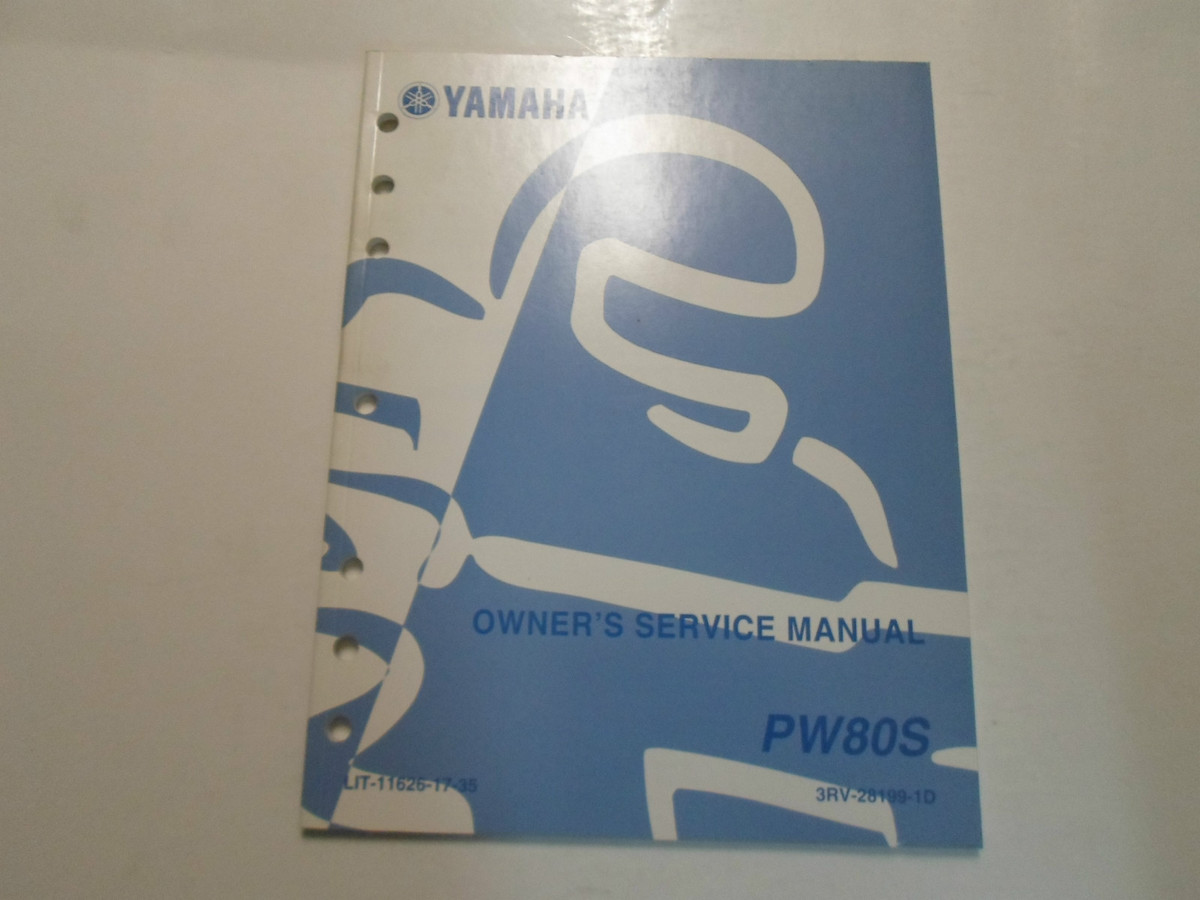 YAMAHA
OWNER'S SERVICE MANUAL
PW80S
LIT-11626-17-35
3RV-28199-1D